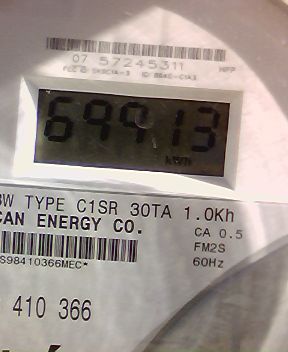 07 57245311
HPP
69913
kWh
3W TYPE C1SR 30TA 1.0Kh
CAN ENERGY CO.
CA 0.5
FM2S
60Hz
S98410366MEC*
410 366